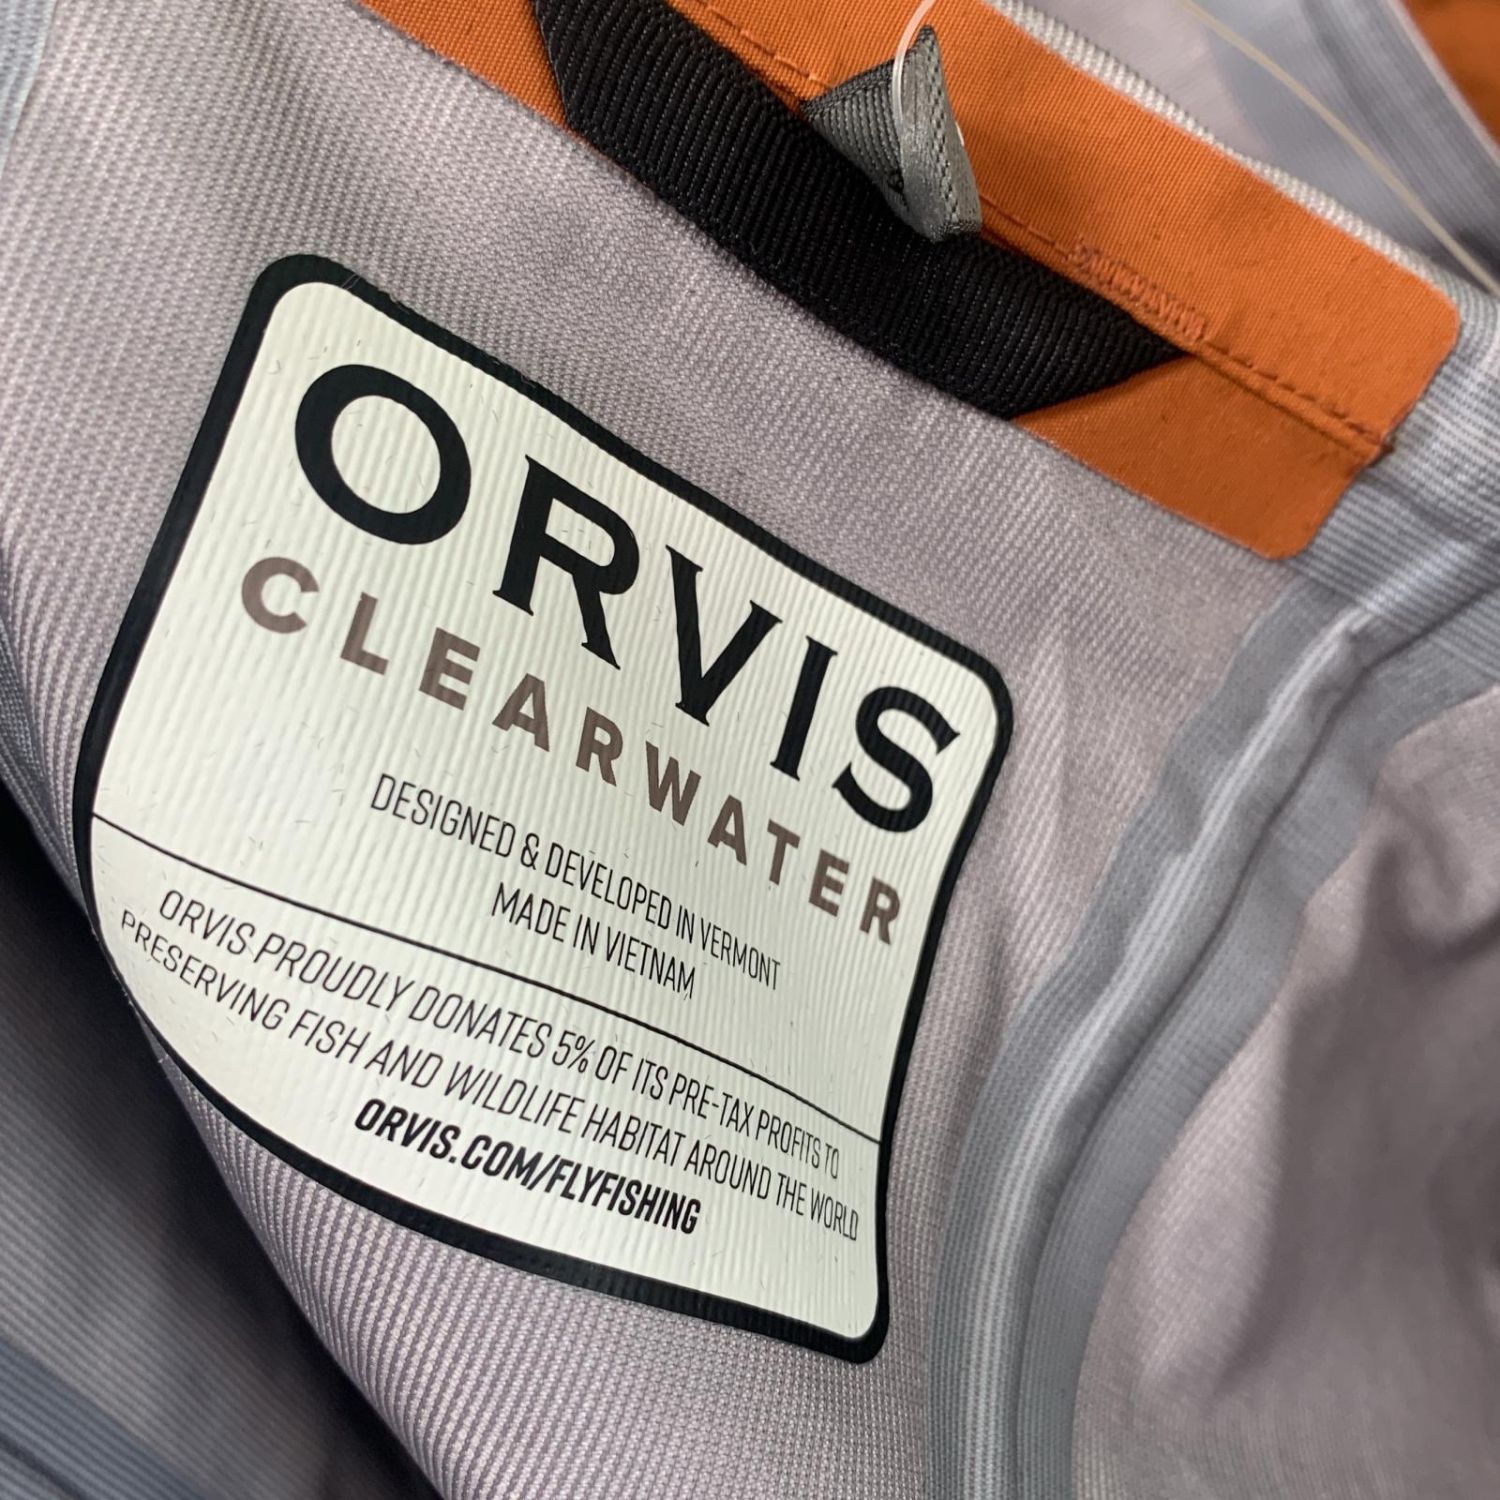 ORVIS
CLEARWATER
DESIGNED & DEVELOPED IN VERMONT
MADE IN VIETNAM
ORVIS PROUDLY DONATES 5% OF ITS PRE-TAX PROFITS TO
PRESERVING FISH AND WILDLIFE HABITAT AROUND THE WORLD
ORVIS.COM/FLYFISHING